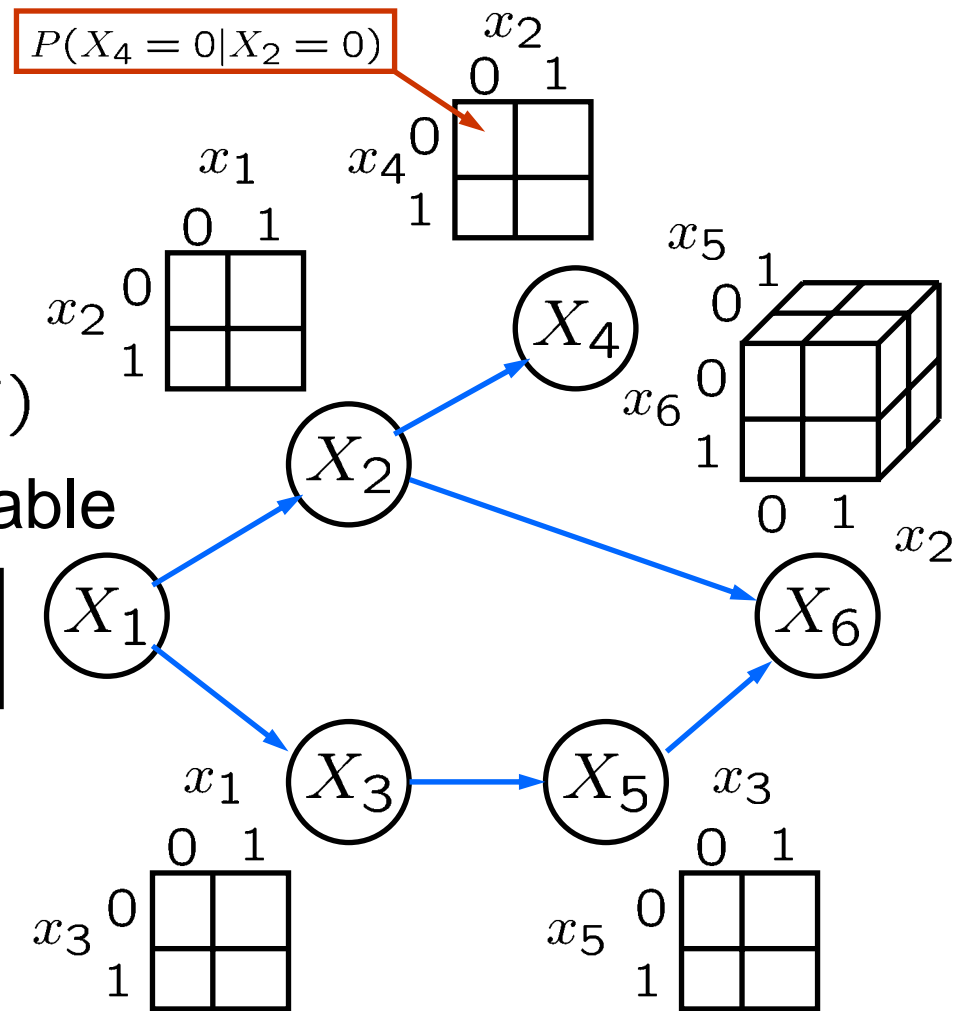 P(X₄ = 0|X₂ = 0)
x₂
0 1
x₄
0
1
x₁
0 1
x₂
0
1
x₅
0
1
x₆
0
1
0 1
x₂
X₄
)
X₂
able
X₁
X₆
X₃
X₅
x₁
0 1
x₃
0
1
x₃
0 1
x₅
0
1